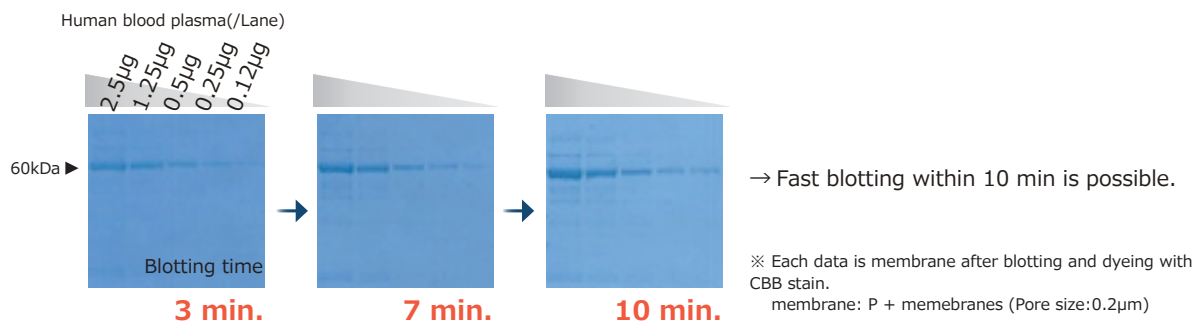 Human blood plasma(/Lane)
2.5μg
1.25μg
0.5μg
0.25μg
0.12μg
60kDa ▶
Blotting time
3 min.
→
7 min.
→
10 min.
→ Fast blotting within 10 min is possible.
※ Each data is membrane after blotting and dyeing with
CBB stain.
membrane: P + memebranes (Pore size:0.2μm)